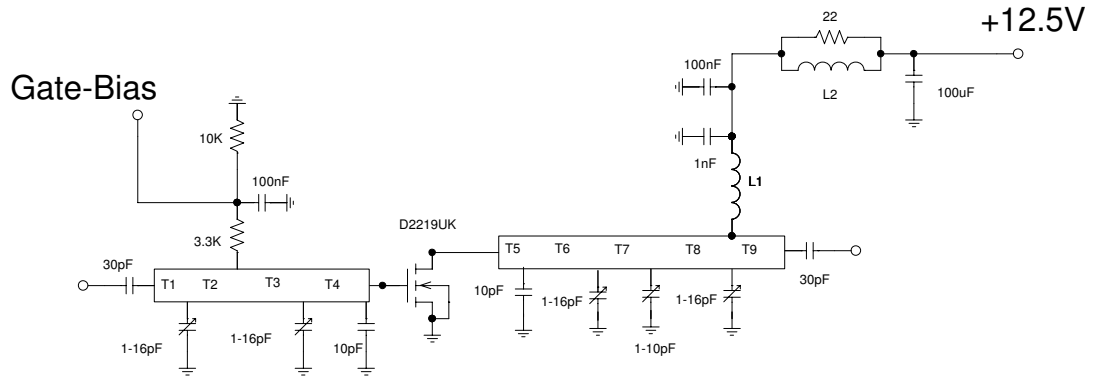 22
+12.5V
100nF
L2
100uF
Gate-Bias
10K
1nF
L1
100nF
3.3K
D2219UK
30pF
T1 T2 T3 T4
T5 T6 T7 T8 T9
30pF
10pF
1-16pF
1-16pF
1-16pF
1-16pF
10pF
1-10pF